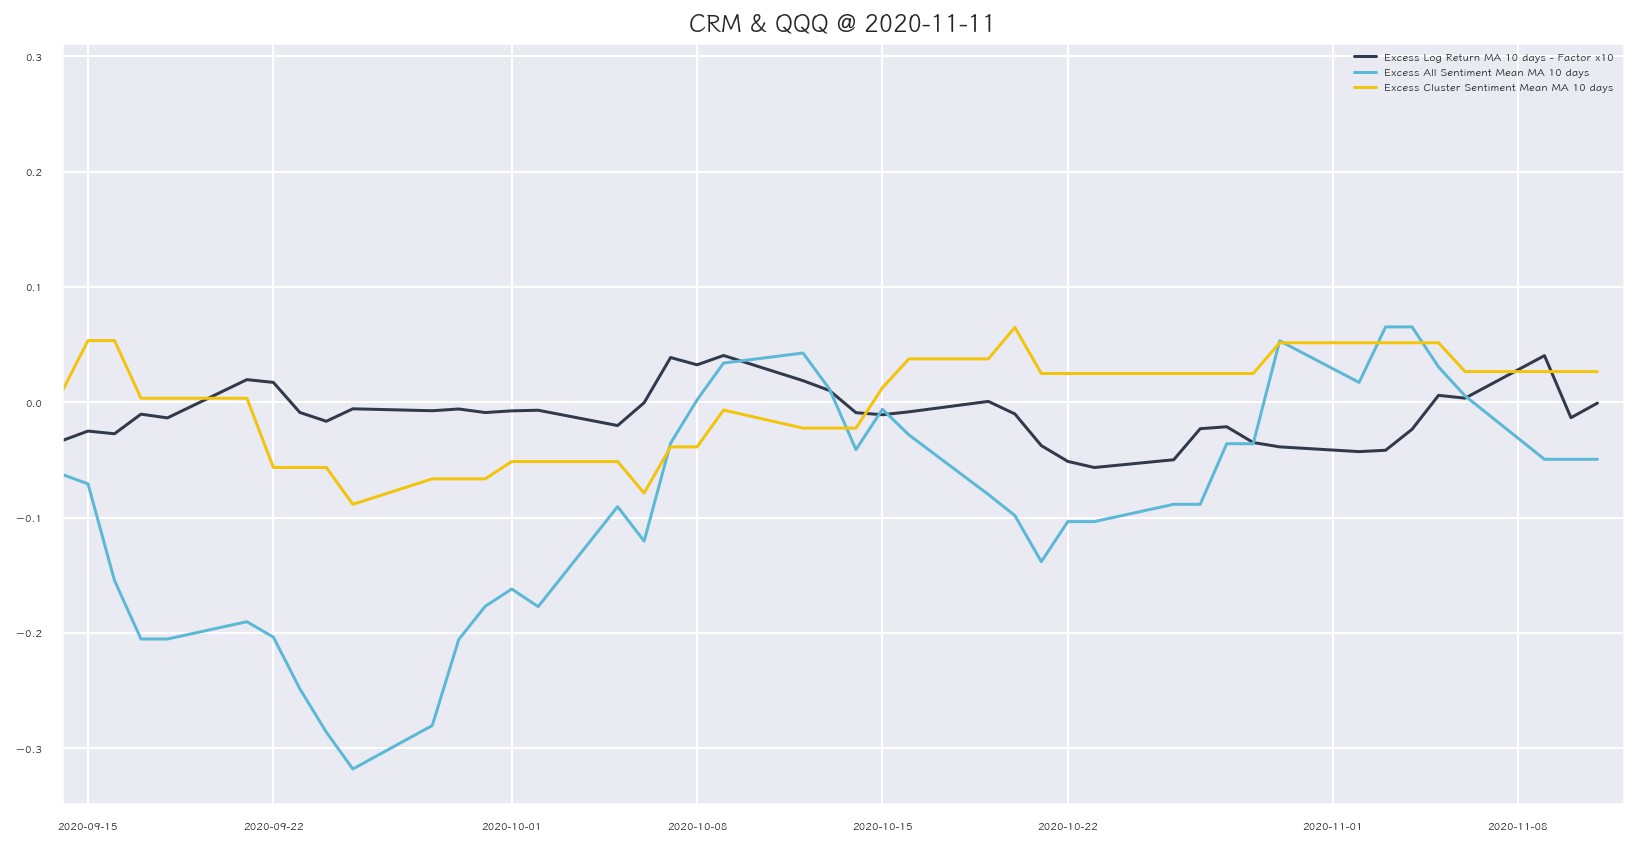 CRM & QQQ @ 2020-11-11
Excess Log Return MA 10 days - Factor x10
Excess All Sentiment Mean MA 10 days
Excess Cluster Sentiment Mean MA 10 days
0.3
0.2
0.1
0.0
−0.1
−0.2
−0.3
2020-09-15 2020-09-22 2020-10-01 2020-10-08 2020-10-15 2020-10-22 2020-11-01 2020-11-08